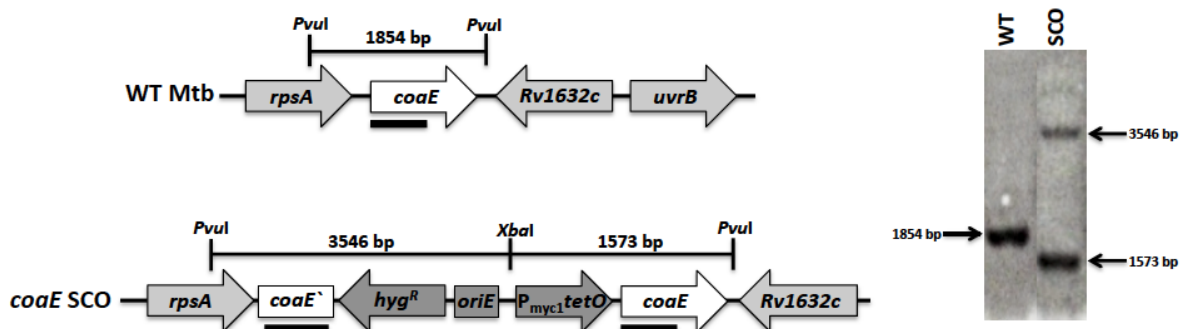 PvuI PvuI
1854 bp
WT Mtb rpsA coaE Rv1632c uvrB
PvuI XbaI PvuI
3546 bp 1573 bp
coaE SCO rpsA coaE` hygR oriE Pmyc1tetO coaE Rv1632c
WT SCO
3546 bp
1854 bp
1573 bp